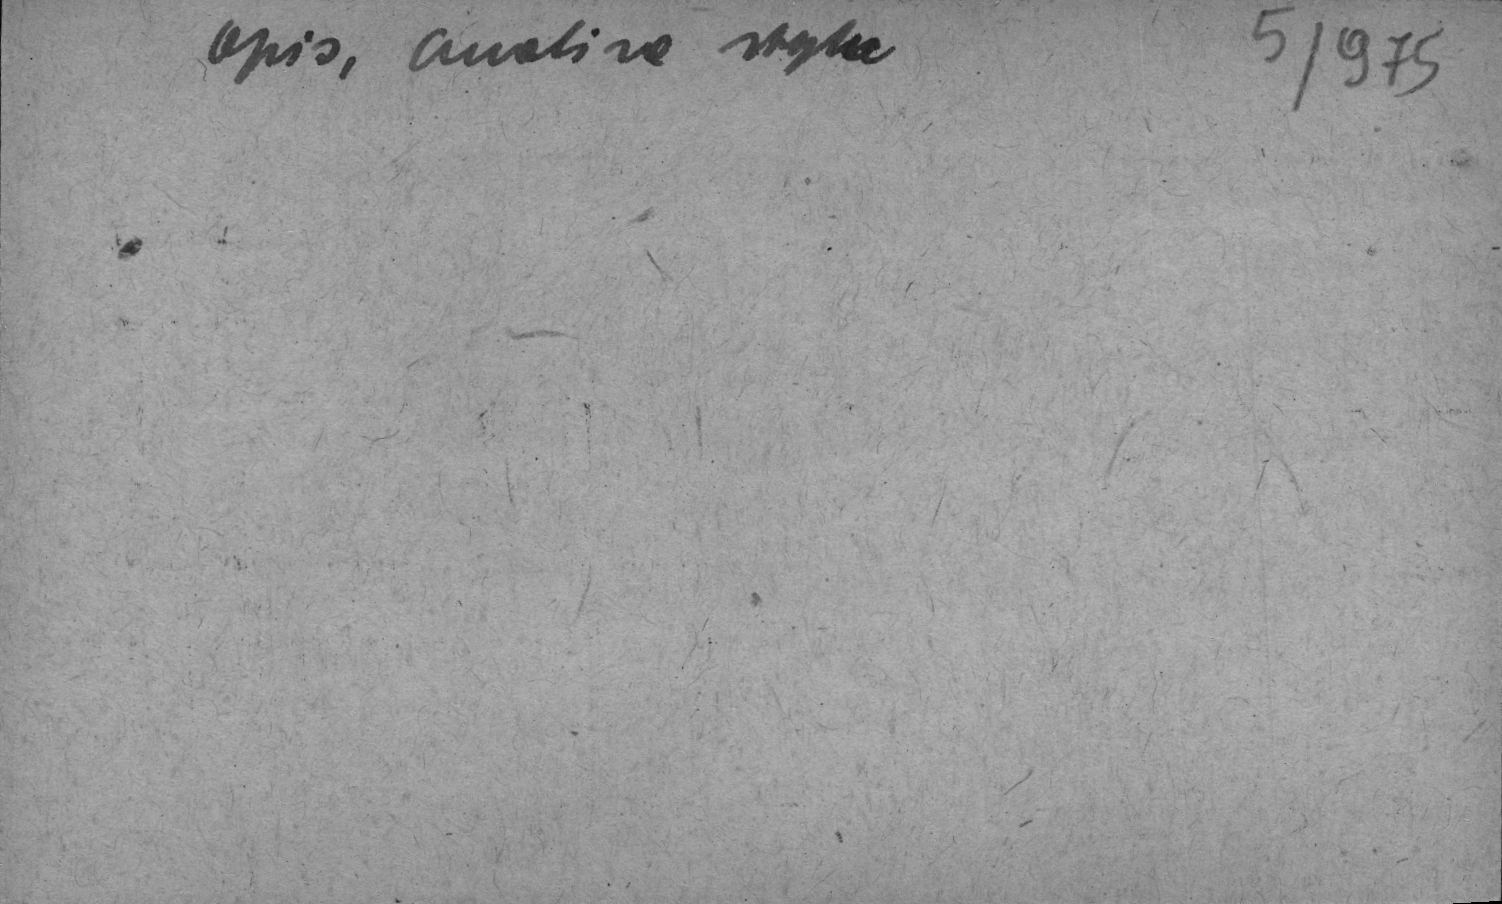 opis, analiza stylu 5/975